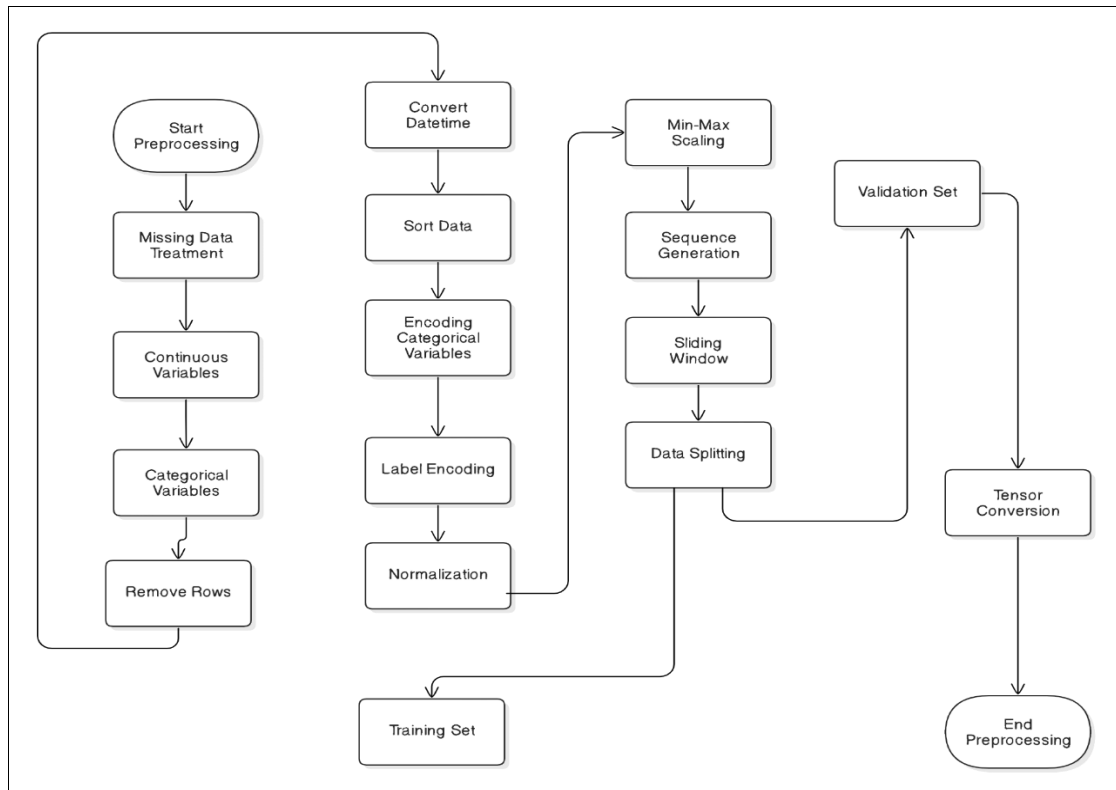 Start
Preprocessing
Missing Data
Treatment
Continuous
Variables
Categorical
Variables
Remove Rows
Convert
Datetime
Sort Data
Encoding
Categorical
Variables
Label Encoding
Normalization
Min-Max
Scaling
Sequence
Generation
Sliding
Window
Data Splitting
Training Set
Validation Set
Tensor
Conversion
End
Preprocessing